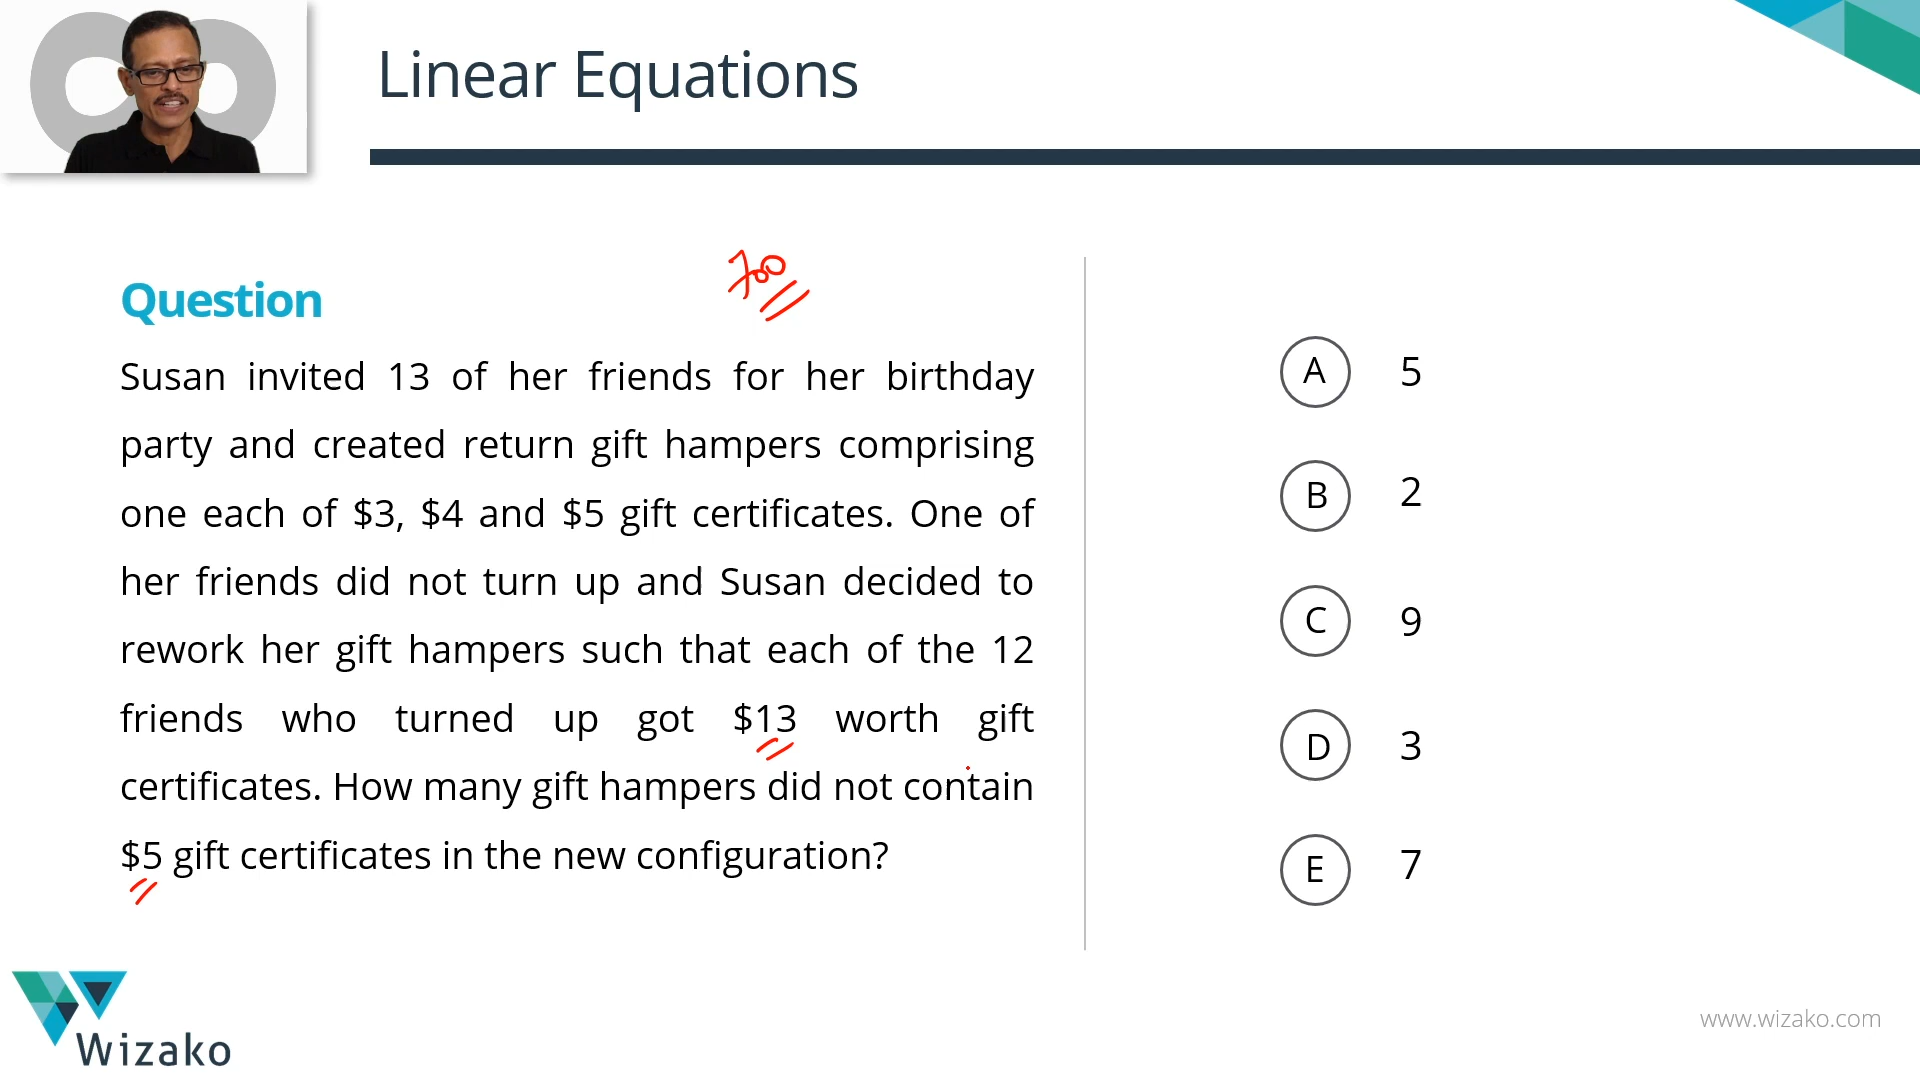 Linear Equations
700
Question
Susan invited 13 of her friends for her birthday
party and created return gift hampers comprising
one each of $3, $4 and $5 gift certificates. One of
her friends did not turn up and Susan decided to
rework her gift hampers such that each of the 12
friends who turned up got $13 worth gift
certificates. How many gift hampers did not contain
$5 gift certificates in the new configuration?
A 5
B 2
C 9
D 3
E 7
Wizako
www.wizako.com